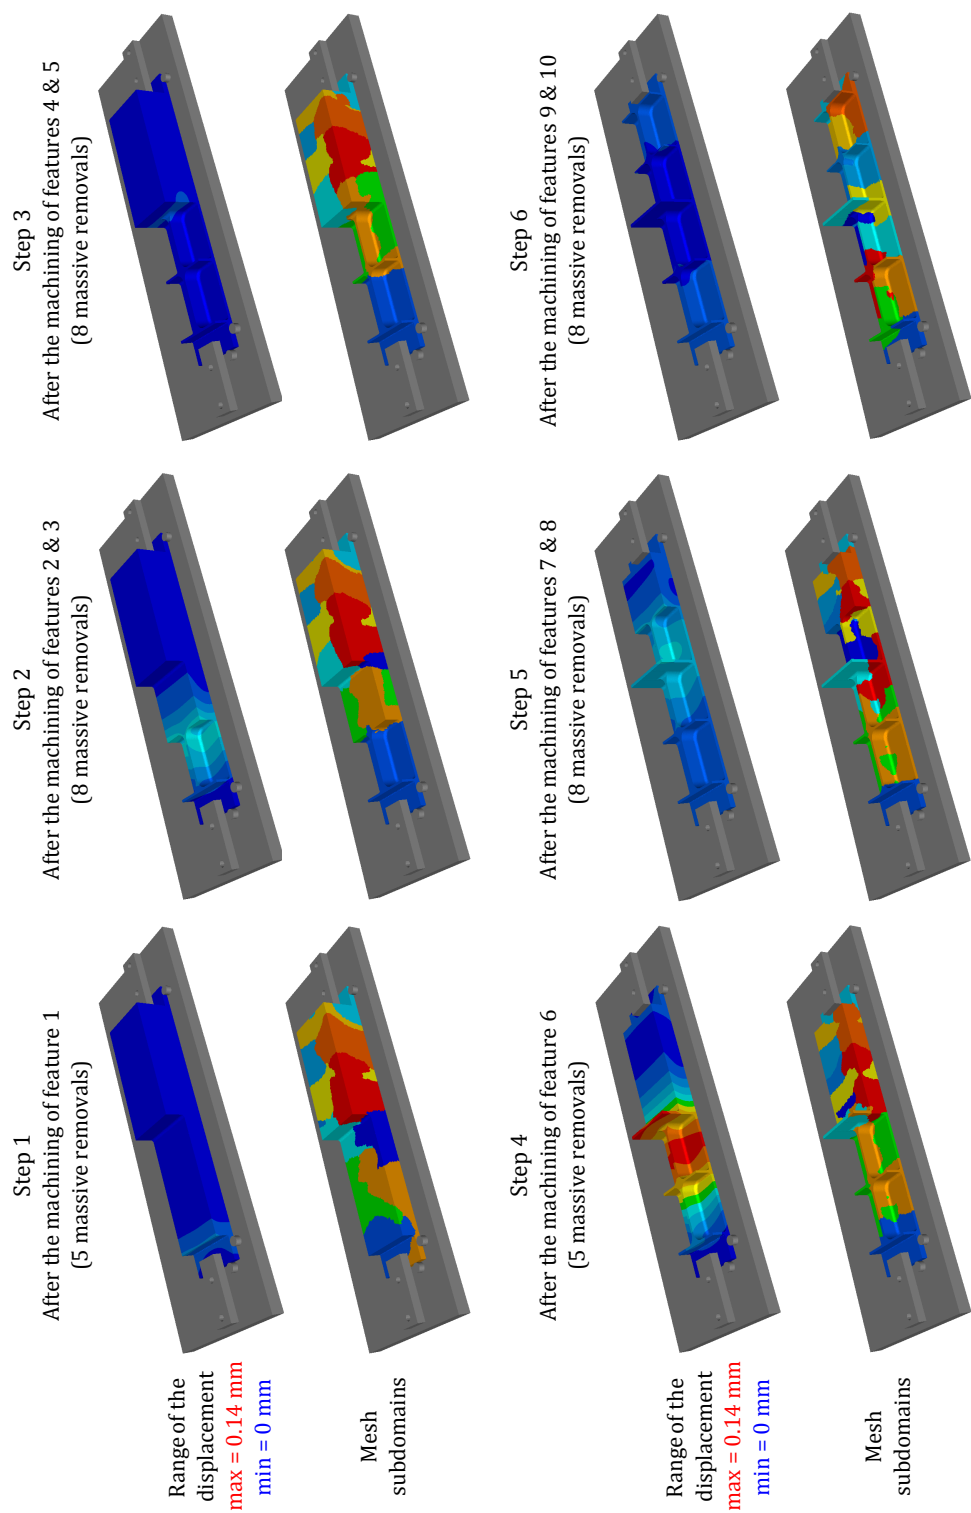 Step 1
After the machining of feature 1
(5 massive removals)
Step 2
After the machining of features 2 & 3
(8 massive removals)
Step 3
After the machining of features 4 & 5
(8 massive removals)
Range of the
displacement
max = 0.14 mm
min = 0 mm
Mesh
subdomains
Step 4
After the machining of feature 6
(5 massive removals)
Step 5
After the machining of features 7 & 8
(8 massive removals)
Step 6
After the machining of features 9 & 10
(8 massive removals)
Range of the
displacement
max = 0.14 mm
min = 0 mm
Mesh
subdomains